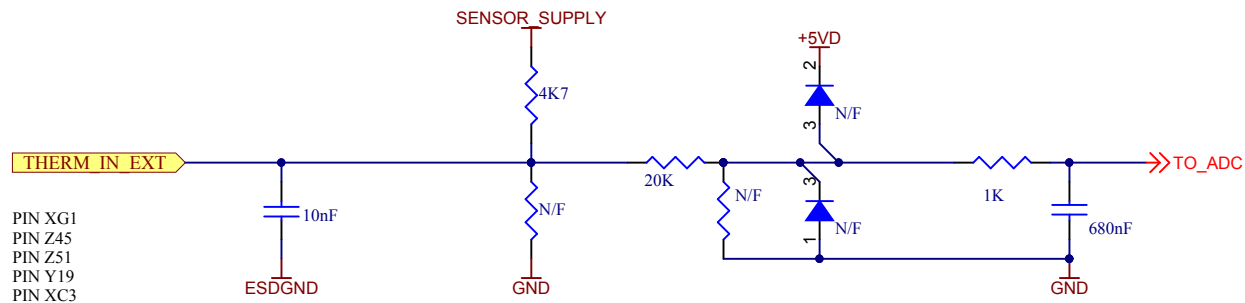 SENSOR_SUPPLY
+5VD
2
4K7
N/F
3
THERM_IN_EXT
TO_ADC
20K
N/F
3
1K
10nF
N/F
N/F
1
680nF
PIN XG1
PIN Z45
PIN Z51
PIN Y19
PIN XC3
ESDGND
GND
GND